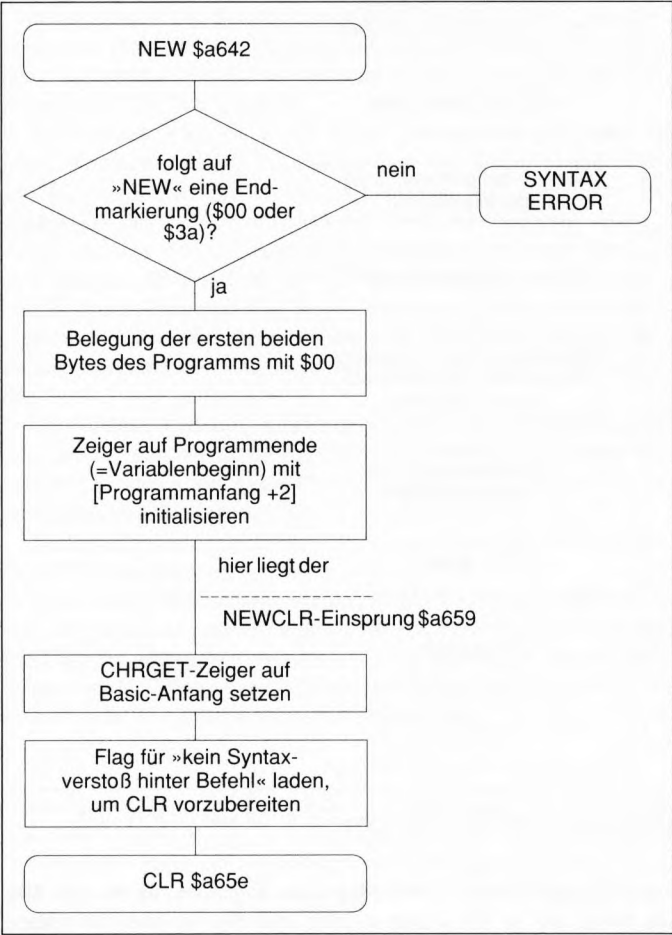 NEW $a642
folgt auf
»NEW« eine End-
markierung ($00 oder
$3a)?
nein
SYNTAX
ERROR
ja
Belegung der ersten beiden
Bytes des Programms mit $00
Zeiger auf Programmende
(=Variablenbeginn) mit
[Programmanfang +2]
initialisieren
hier liegt der
NEWCLR-Einsprung $a659
CHRGET-Zeiger auf
Basic-Anfang setzen
Flag für »kein Syntax-
verstoß hinter Befehl« laden,
um CLR vorzubereiten
CLR $a65e